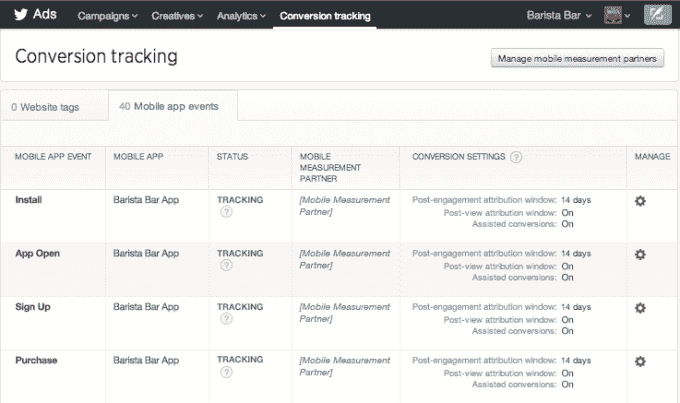 Ads Campaigns Creatives Analytics Conversion tracking Barista Bar
Conversion tracking Manage mobile measurement partners
0 Website tags 40 Mobile app events
MOBILE APP EVENT MOBILE APP STATUS MOBILE MEASUREMENT PARTNER CONVERSION SETTINGS ? MANAGE
Install Barista Bar App TRACKING ? [Mobile Measurement Partner] Post-engagement attribution window: 14 days
Post-view attribution window: On
Assisted conversions: On
App Open Barista Bar App TRACKING ? [Mobile Measurement Partner] Post-engagement attribution window: 14 days
Post-view attribution window: On
Assisted conversions: On
Sign Up Barista Bar App TRACKING ? [Mobile Measurement Partner] Post-engagement attribution window: 14 days
Post-view attribution window: On
Assisted conversions: On
Purchase Barista Bar App TRACKING ? [Mobile Measurement Partner] Post-engagement attribution window: 14 days
Post-view attribution window: On
Assisted conversions: On